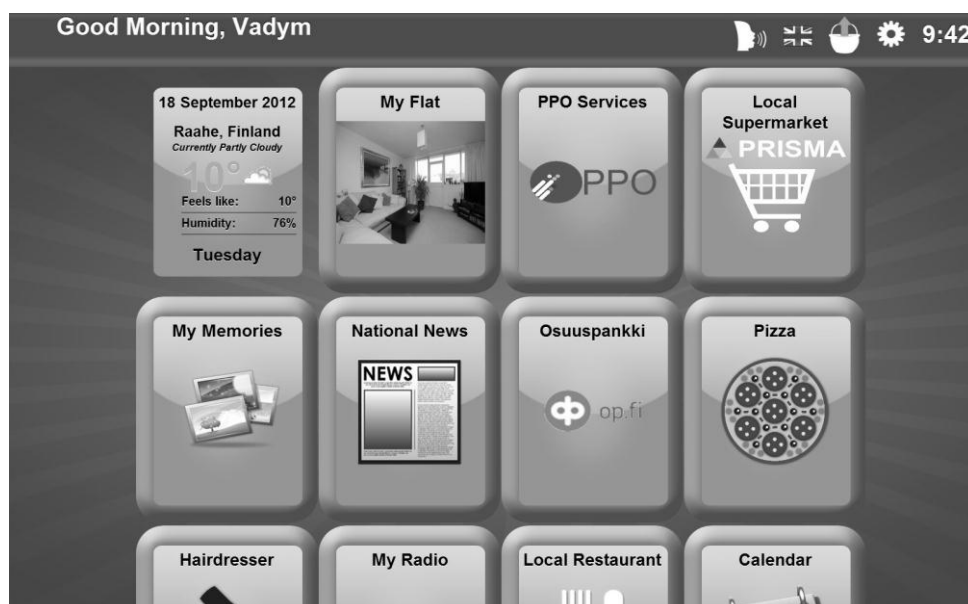 Good Morning, Vadym
9:42
18 September 2012
Raahe, Finland
Currently Partly Cloudy
10°
Feels like: 10°
Humidity: 76%
Tuesday
My Flat
PPO Services
PPO
Local
Supermarket
PRISMA
My Memories
National News
NEWS
Osuuspankki
op.fi
Pizza
Hairdresser
My Radio
Local Restaurant
Calendar